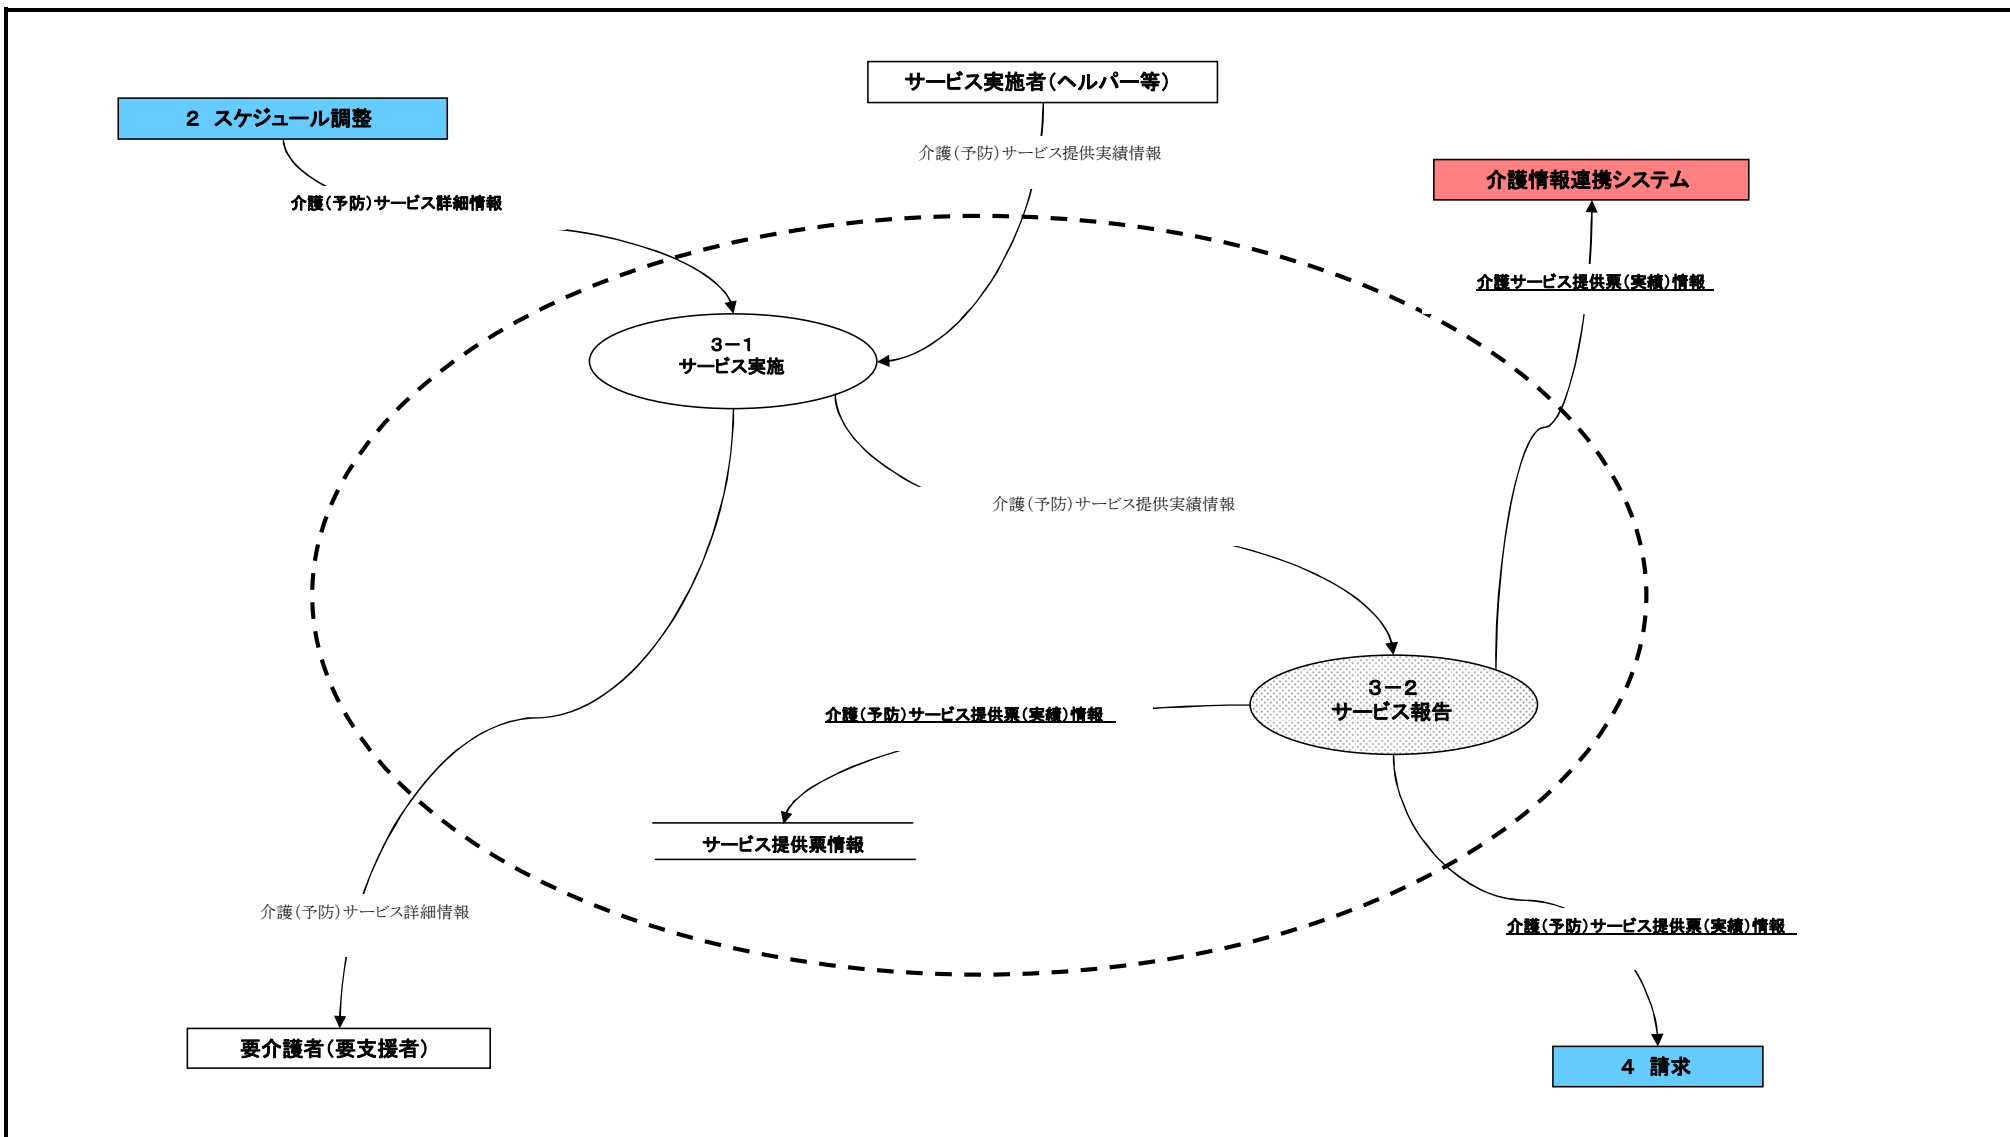 サービス実施者(ヘルパー等)
２　スケジュール調整
介護(予防)サービス提供実績情報
介護情報連携システム
介護(予防)サービス詳細情報
介護サービス提供票(実績)情報
３－１
サービス実施
介護(予防)サービス提供実績情報
３－２
サービス報告
介護(予防)サービス提供票(実績)情報
サービス提供票情報
介護(予防)サービス詳細情報
介護(予防)サービス提供票(実績)情報
要介護者(要支援者)
４　請求